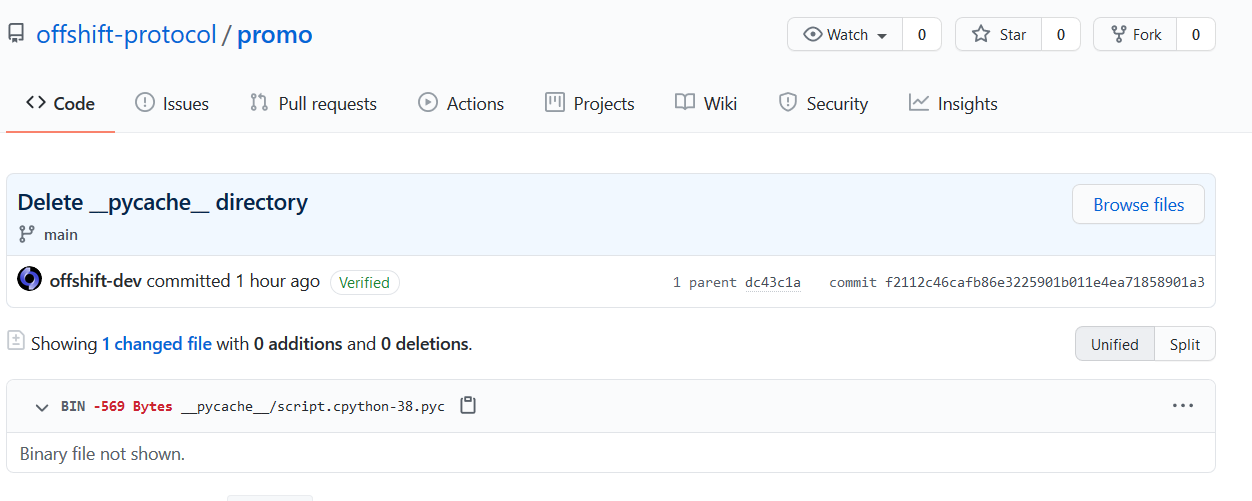 offshift-protocol / promo
Watch 0 Star 0 Fork 0
Code Issues Pull requests Actions Projects Wiki Security Insights
Delete __pycache__ directory
Browse files
main
offshift-dev committed 1 hour ago Verified 1 parent dc43c1a commit f2112c46cafb86e3225901b011e4ea71858901a3
Showing 1 changed file with 0 additions and 0 deletions.
Unified Split
BIN -569 Bytes __pycache__/script.cpython-38.pyc
Binary file not shown.